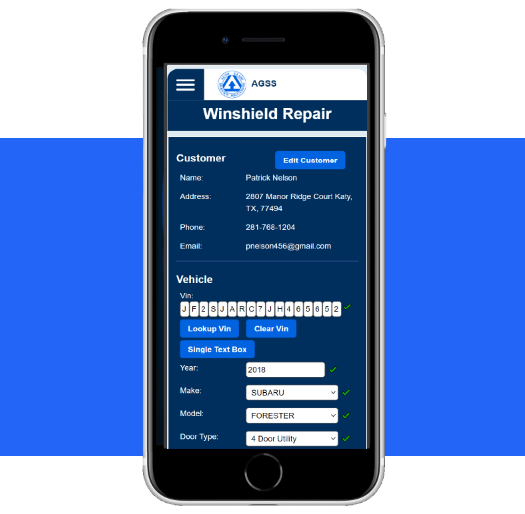 AGSS
Winshield Repair
Customer
Edit Customer
Name: Patrick Nelson
Address: 2807 Manor Ridge Court Katy,
TX, 77494
Phone: 281-768-1204
Email: pnelson456@gmail.com
Vehicle
Vin:
J F 2 S J A R C 7 J H 4 6 5 6 5 2
Lookup Vin Clear Vin
Single Text Box
Year: 2018
Make: SUBARU
Model: FORESTER
Door Type: 4 Door Utility